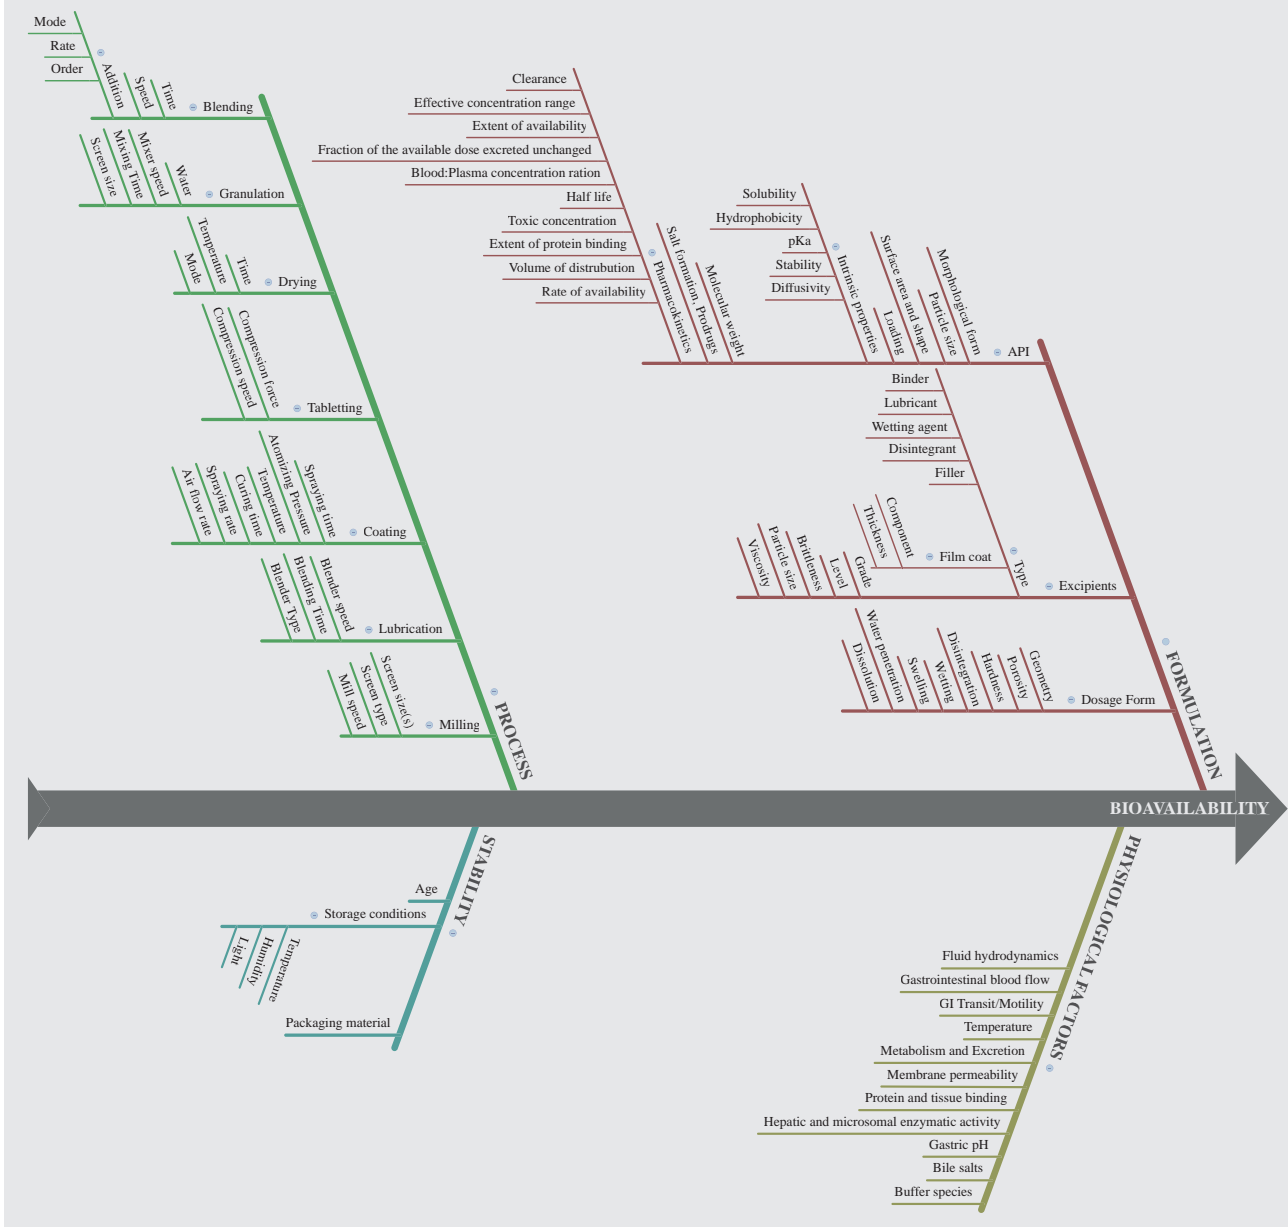 Mode
Rate
Order
Addition
Speed
Time
Blending
Screen size
Mixing Time
Mixer speed
Water
Granulation
Mode
Temperature
Time
Drying
Compression speed
Compression force
Tabletting
Air flow rate
Spraying rate
Curing time
Temperature
Atomizing Pressure
Spraying time
Coating
Blender Type
Blending Time
Blender speed
Lubrication
Mill speed
Screen type
Screen size(s)
Milling
PROCESS
Clearance
Effective concentration range
Extent of availability
Fraction of the available dose excreted unchanged
Blood:Plasma concentration ration
Half life
Toxic concentration
Extent of protein binding
Volume of distrubution
Rate of availability
Pharmacokinetics
Salt formation, Prodrugs
Molecular weight
Solubility
Hydrophobicity
pKa
Stability
Diffusivity
Intrinsic properties
Loading
Surface area and shape
Particle size
Morphological form
API
Binder
Lubricant
Wetting agent
Disintegrant
Filler
Thickness
Component
Film coat
Type
Viscosity
Particle size
Brittleness
Level
Grade
Excipients
Dissolution
Water penetration
Swelling
Wetting
Disintegration
Hardness
Porosity
Geometry
Dosage Form
FORMULATION
BIOAVAILABILITY
STABILITY
Age
Storage conditions
Light
Humidity
Temperature
Packaging material
PHYSIOLOGICAL FACTORS
Fluid hydrodynamics
Gastrointestinal blood flow
GI Transit/Motility
Temperature
Metabolism and Excretion
Membrane permeability
Protein and tissue binding
Hepatic and microsomal enzymatic activity
Gastric pH
Bile salts
Buffer species